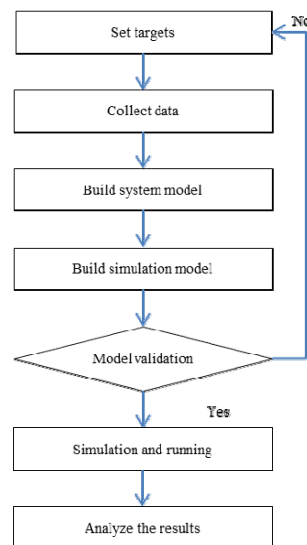 Set targets
No
Collect data
Build system model
Build simulation model
Model validation
Yes
Simulation and running
Analyze the results